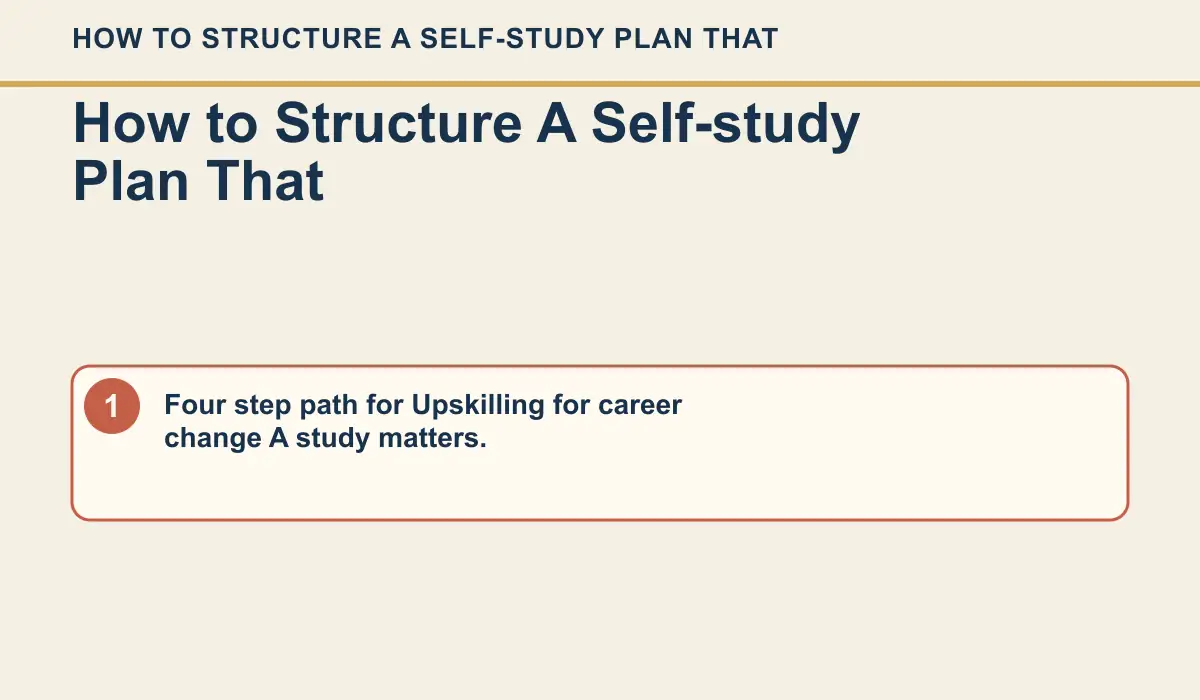 HOW TO STRUCTURE A SELF-STUDY PLAN THAT
How to Structure A Self-study
Plan That
1
Four step path for Upskilling for career
change A study matters.